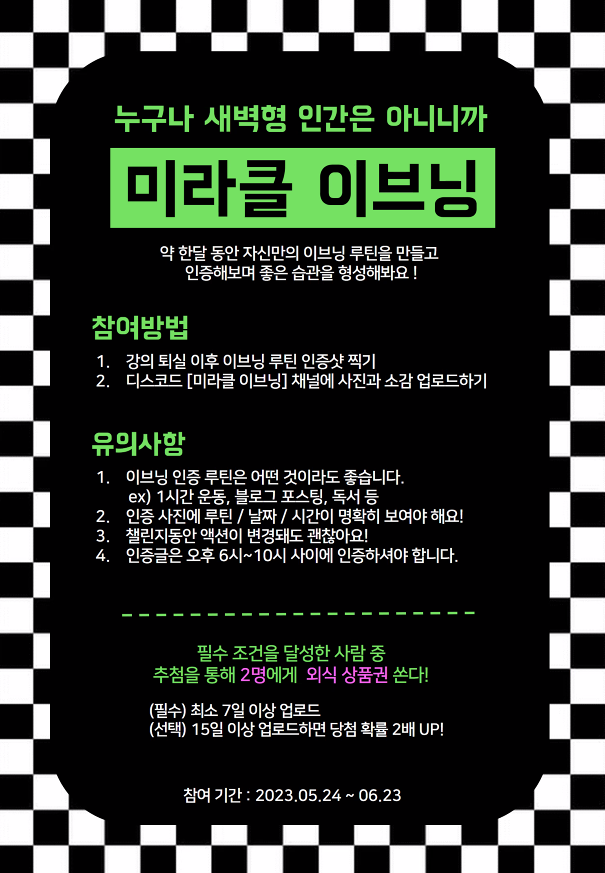 누구나 새벽형 인간은 아니니까
미라클 이브닝
약 한달 동안 자신만의 이브닝 루틴을 만들고
인증해보며 좋은 습관을 형성해봐요 !
참여방법
1. 강의 퇴실 이후 이브닝 루틴 인증샷 찍기
2. 디스코드 [미라클 이브닝] 채널에 사진과 소감 업로드하기
유의사항
1. 이브닝 인증 루틴은 어떤 것이라도 좋습니다.
ex) 1시간 운동, 블로그 포스팅, 독서 등
2. 인증 사진에 루틴 / 날짜 / 시간이 명확히 보여야 해요!
3. 챌린지동안 액션이 변경돼도 괜찮아요!
4. 인증글은 오후 6시~10시 사이에 인증하셔야 합니다.
필수 조건을 달성한 사람 중
추첨을 통해 2명에게 외식 상품권 쏜다!
(필수) 최소 7일 이상 업로드
(선택) 15일 이상 업로드하면 당첨 확률 2배 UP!
참여 기간 : 2023.05.24 ~ 06.23